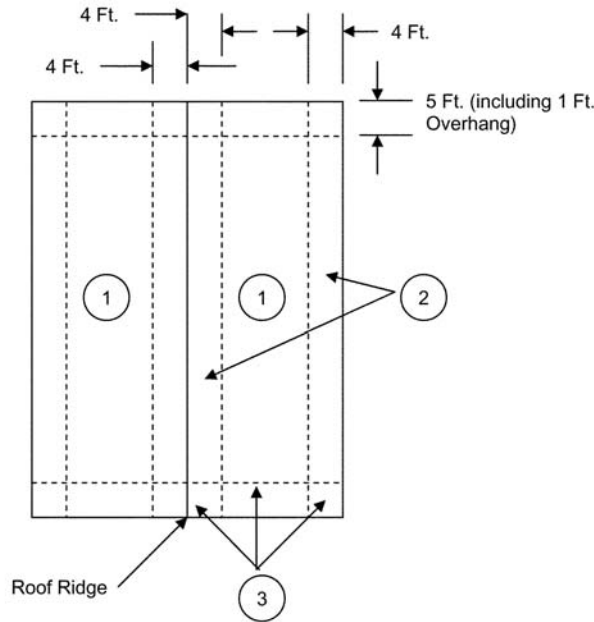 4 Ft.
4 Ft.
4 Ft.
5 Ft. (including 1 Ft.
Overhang)
1
1
2
Roof Ridge
3